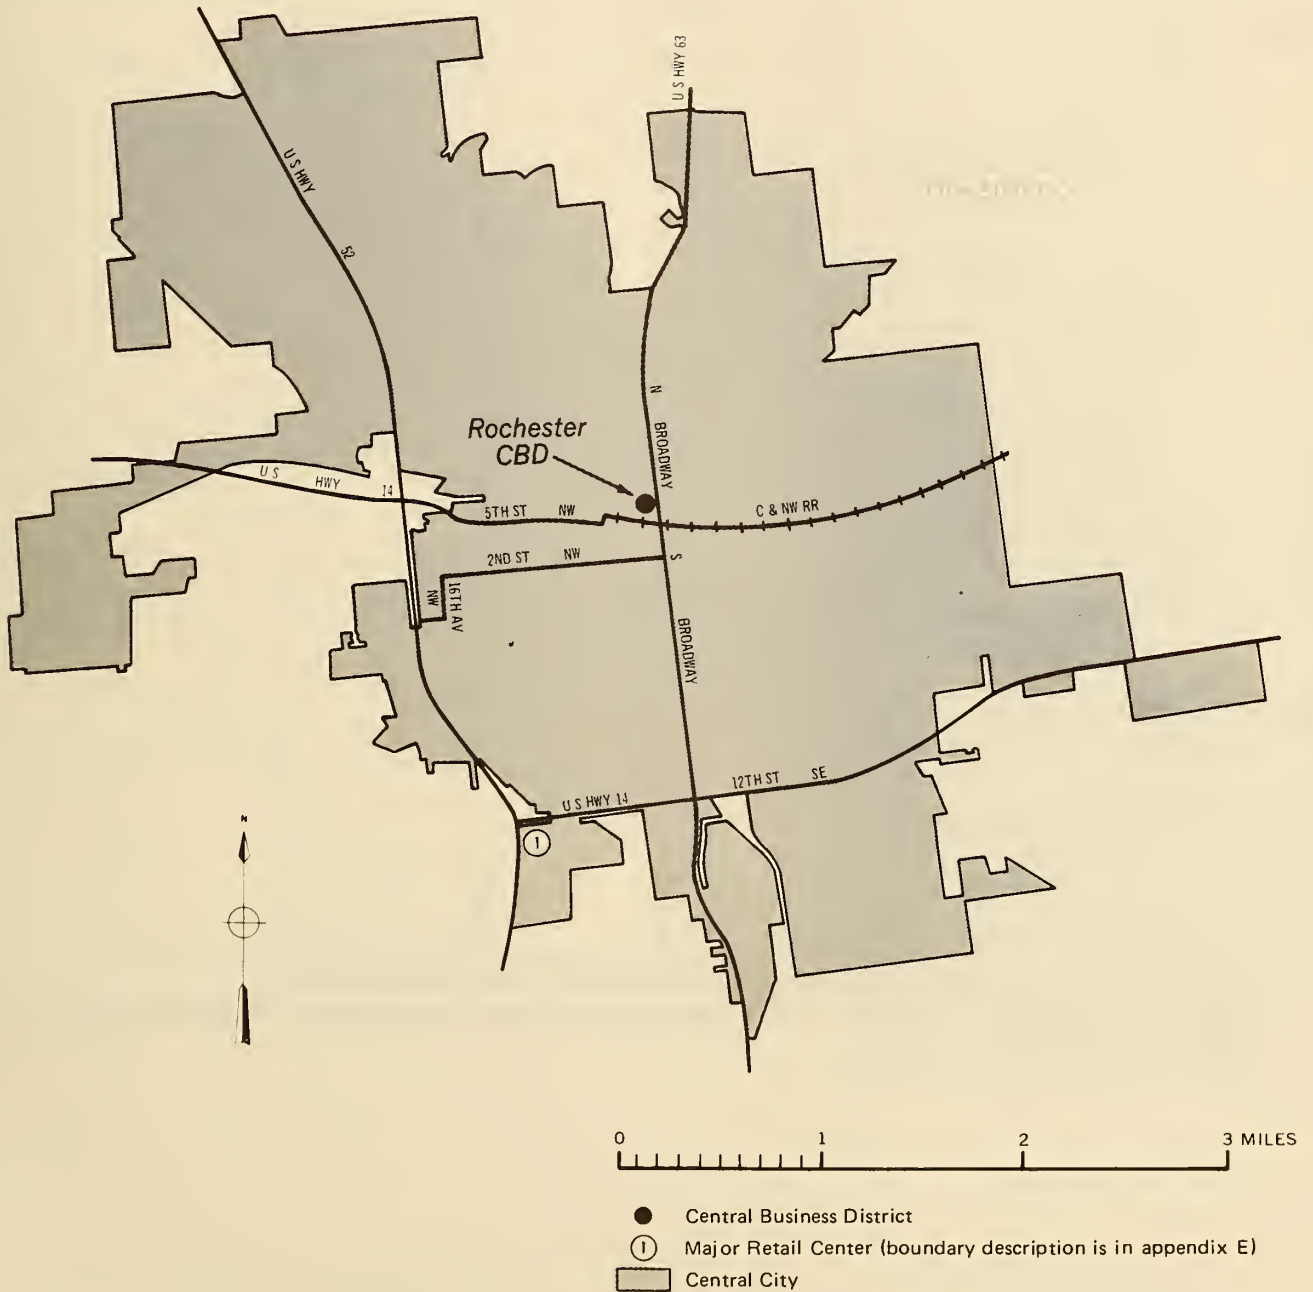 U S HWY 63
U S HWY
52
N
BROADWAY
Rochester
CBD
U S HWY 14
C & NW RR
5TH ST NW
2ND ST NW
S
16TH AV
NW
BROADWAY
12TH ST SE
U S HWY 14
1
N
0 1 2 3 MILES
Central Business District
1 Major Retail Center (boundary description is in appendix E)
Central City